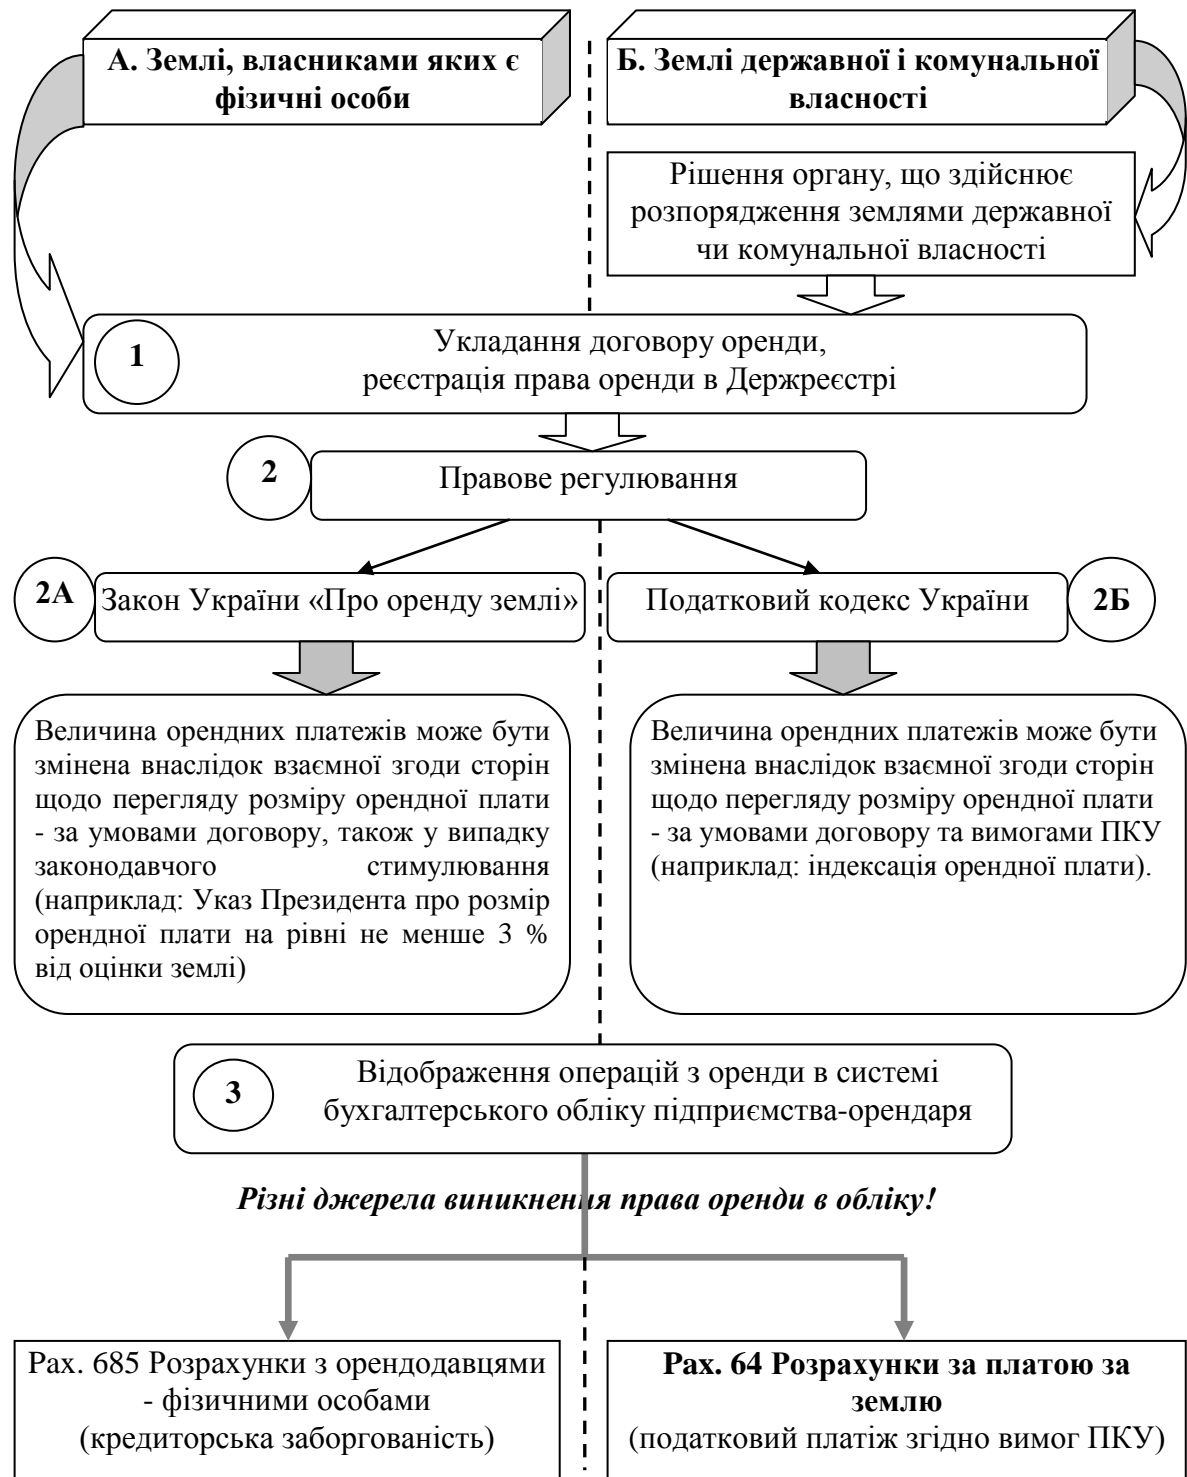 А. Землі, власниками яких є
фізичні особи
Б. Землі державної і комунальної
власності
Рішення органу, що здійснює
розпорядження землями державної
чи комунальної власності
1
Укладання договору оренди,
реєстрація права оренди в Держреєстрі
2
Правове регулювання
2А
Закон України «Про оренду землі»
Податковий кодекс України
2Б
Величина орендних платежів може бути
змінена внаслідок взаємної згоди сторін
щодо перегляду розміру орендної плати
- за умовами договору, також у випадку
законодавчого стимулювання
(наприклад: Указ Президента про розмір
орендної плати на рівні не менше 3 %
від оцінки землі)
Величина орендних платежів може бути
змінена внаслідок взаємної згоди сторін
щодо перегляду розміру орендної плати
- за умовами договору та вимогами ПКУ
(наприклад: індексація орендної плати).
3
Відображення операцій з оренди в системі
бухгалтерського обліку підприємства-орендаря
Різні джерела виникнення права оренди в обліку!
Рах. 685 Розрахунки з орендодавцями
- фізичними особами
(кредиторська заборгованість)
Рах. 64 Розрахунки за платою за
землю
(податковий платіж згідно вимог ПКУ)